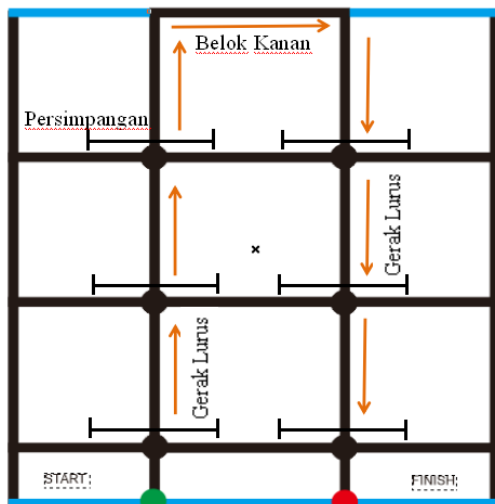 Belok Kanan
Persimpangan
Gerak Lurus
Gerak Lurus
START
FINISH